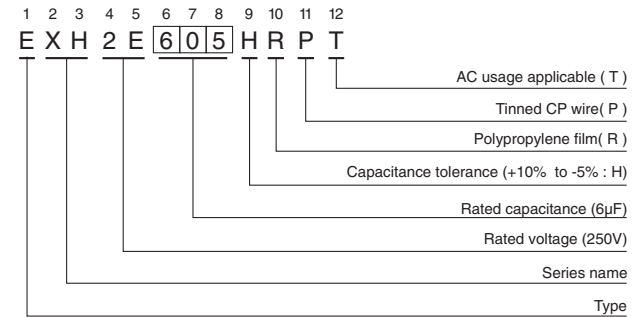 1 2 3 4 5 6 7 8 9 10 11 12
E X H 2 E 6 0 5 H R P T
AC usage applicable ( T )
Tinned CP wire( P )
Polypropylene film( R )
Capacitance tolerance (+10% to -5% : H)
Rated capacitance (6μF)
Rated voltage (250V)
Series name
Type